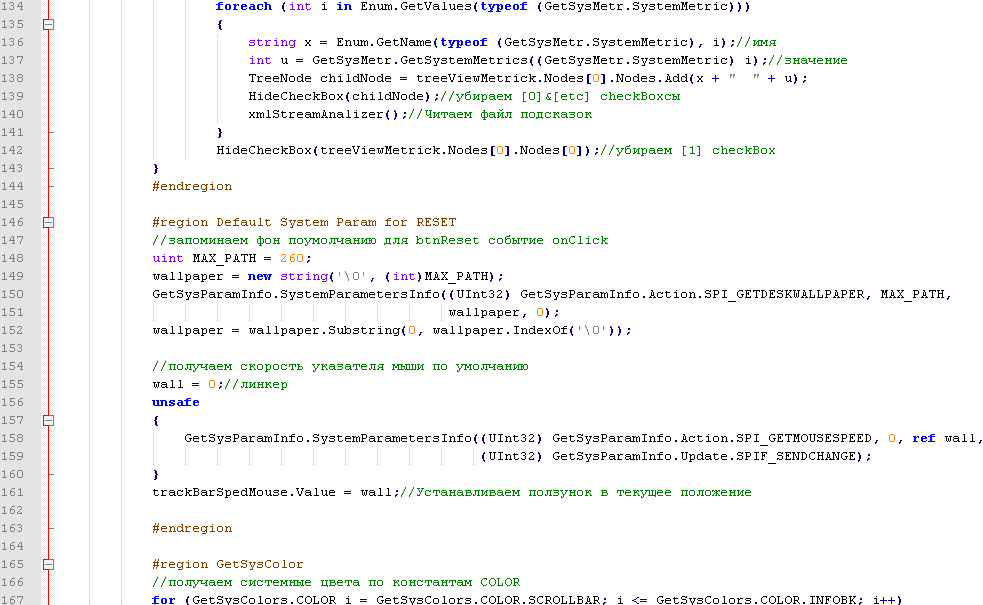 134 foreach (int i in Enum.GetValues(typeof (GetSysMetr.SystemMetric)))
135 {
136 string x = Enum.GetName(typeof (GetSysMetr.SystemMetric), i);//имя
137 int u = GetSysMetr.GetSystemMetrics((GetSysMetr.SystemMetric) i);//значение
138 TreeNode childNode = treeViewMetrick.Nodes[0].Nodes.Add(x + "  " + u);
139 HideCheckBox(childNode);//убираем [0]&[etc] checkBoxсы
140 xmlStreamAnalizer();//Читаем файл подсказок
141 }
142 HideCheckBox(treeViewMetrick.Nodes[0].Nodes[0]);//убираем [1] checkBox
143 }
144 #endregion
145
146 #region Default System Param for RESET
147 //запоминаем фон поумолчанию для btnReset событие onClick
148 uint MAX_PATH = 260;
149 wallpaper = new string('\0', (int)MAX_PATH);
150 GetSysParamInfo.SystemParametersInfo((UInt32) GetSysParamInfo.Action.SPI_GETDESKWALLPAPER, MAX_PATH,
151 wallpaper, 0);
152 wallpaper = wallpaper.Substring(0, wallpaper.IndexOf('\0'));
153
154 //получаем скорость указателя мыши по умолчанию
155 wall = 0;//линкер
156 unsafe
157 {
158 GetSysParamInfo.SystemParametersInfo((UInt32) GetSysParamInfo.Action.SPI_GETMOUSESPEED, 0, ref wall,
159 (UInt32) GetSysParamInfo.Update.SPIF_SENDCHANGE);
160 }
161 trackBarSpedMouse.Value = wall;//Устанавливаем ползунок в текущее положение
162
163 #endregion
164
165 #region GetSysColor
166 //получаем системные цвета по константам COLOR
167 for (GetSysColors.COLOR i = GetSysColors.COLOR.SCROLLBAR; i <= GetSysColors.COLOR.INFOBK; i++)